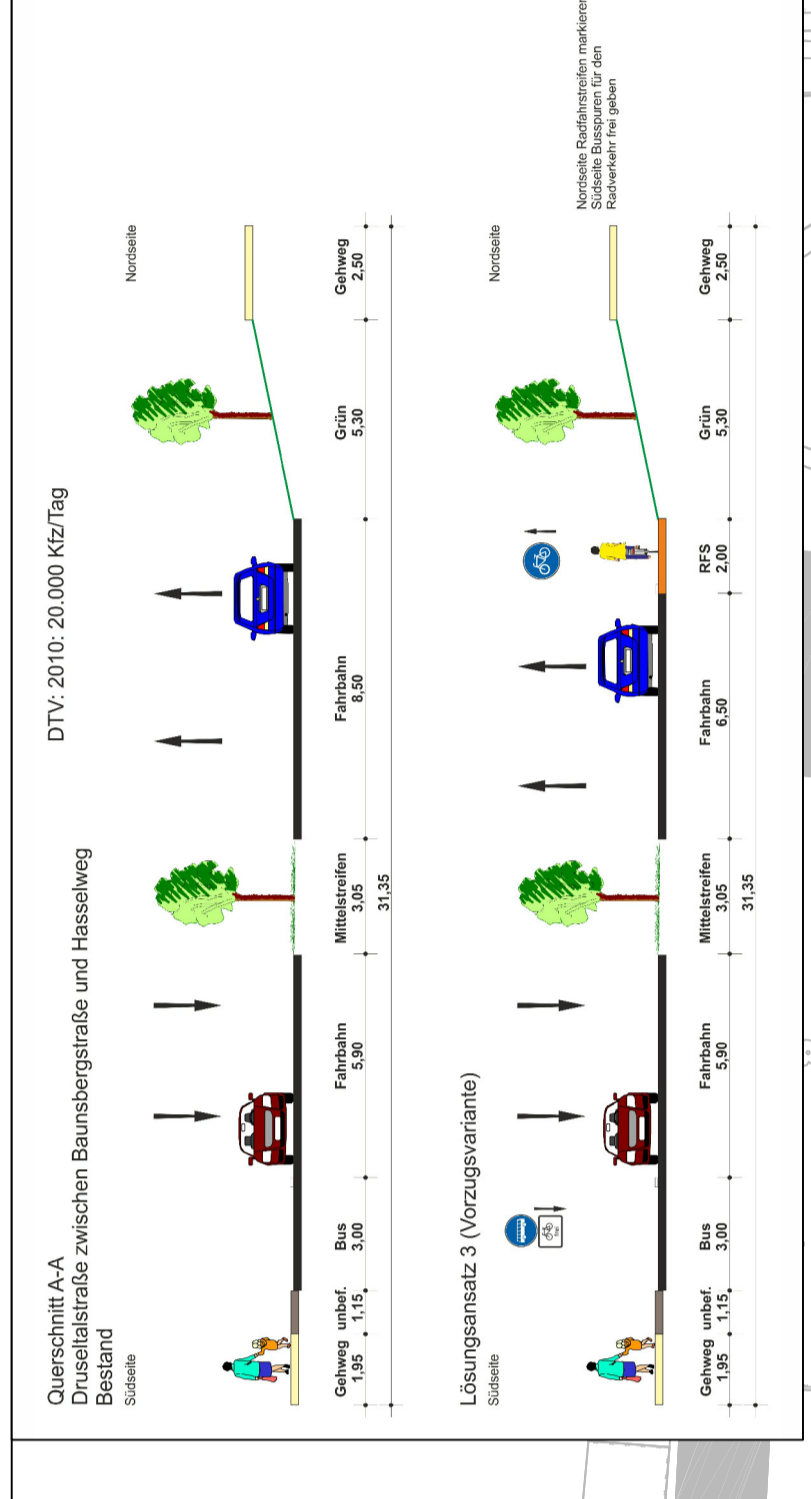 Querschnitt A-A
Druseltalstraße zwischen Baunsbergstraße und Hasselweg
Bestand
DTV: 2010: 20.000 Kfz/Tag
Südseite
Nordseite
Gehweg unbef. Bus Fahrbahn Mittelstreifen Fahrbahn Grün Gehweg
1,95 1,15 3,00 5,90 3,05 8,50 5,30 2,50
31,35
Lösungsansatz 3 (Vorzugsvariante)
Südseite
Nordseite
Nordseite Radfahrstreifen markieren
Südseite Busspuren für den
Radverkehr frei geben
frei
Gehweg unbef. Bus Fahrbahn Mittelstreifen Fahrbahn RFS Grün Gehweg
1,95 1,15 3,00 5,90 3,05 6,50 2,00 5,30 2,50
31,35